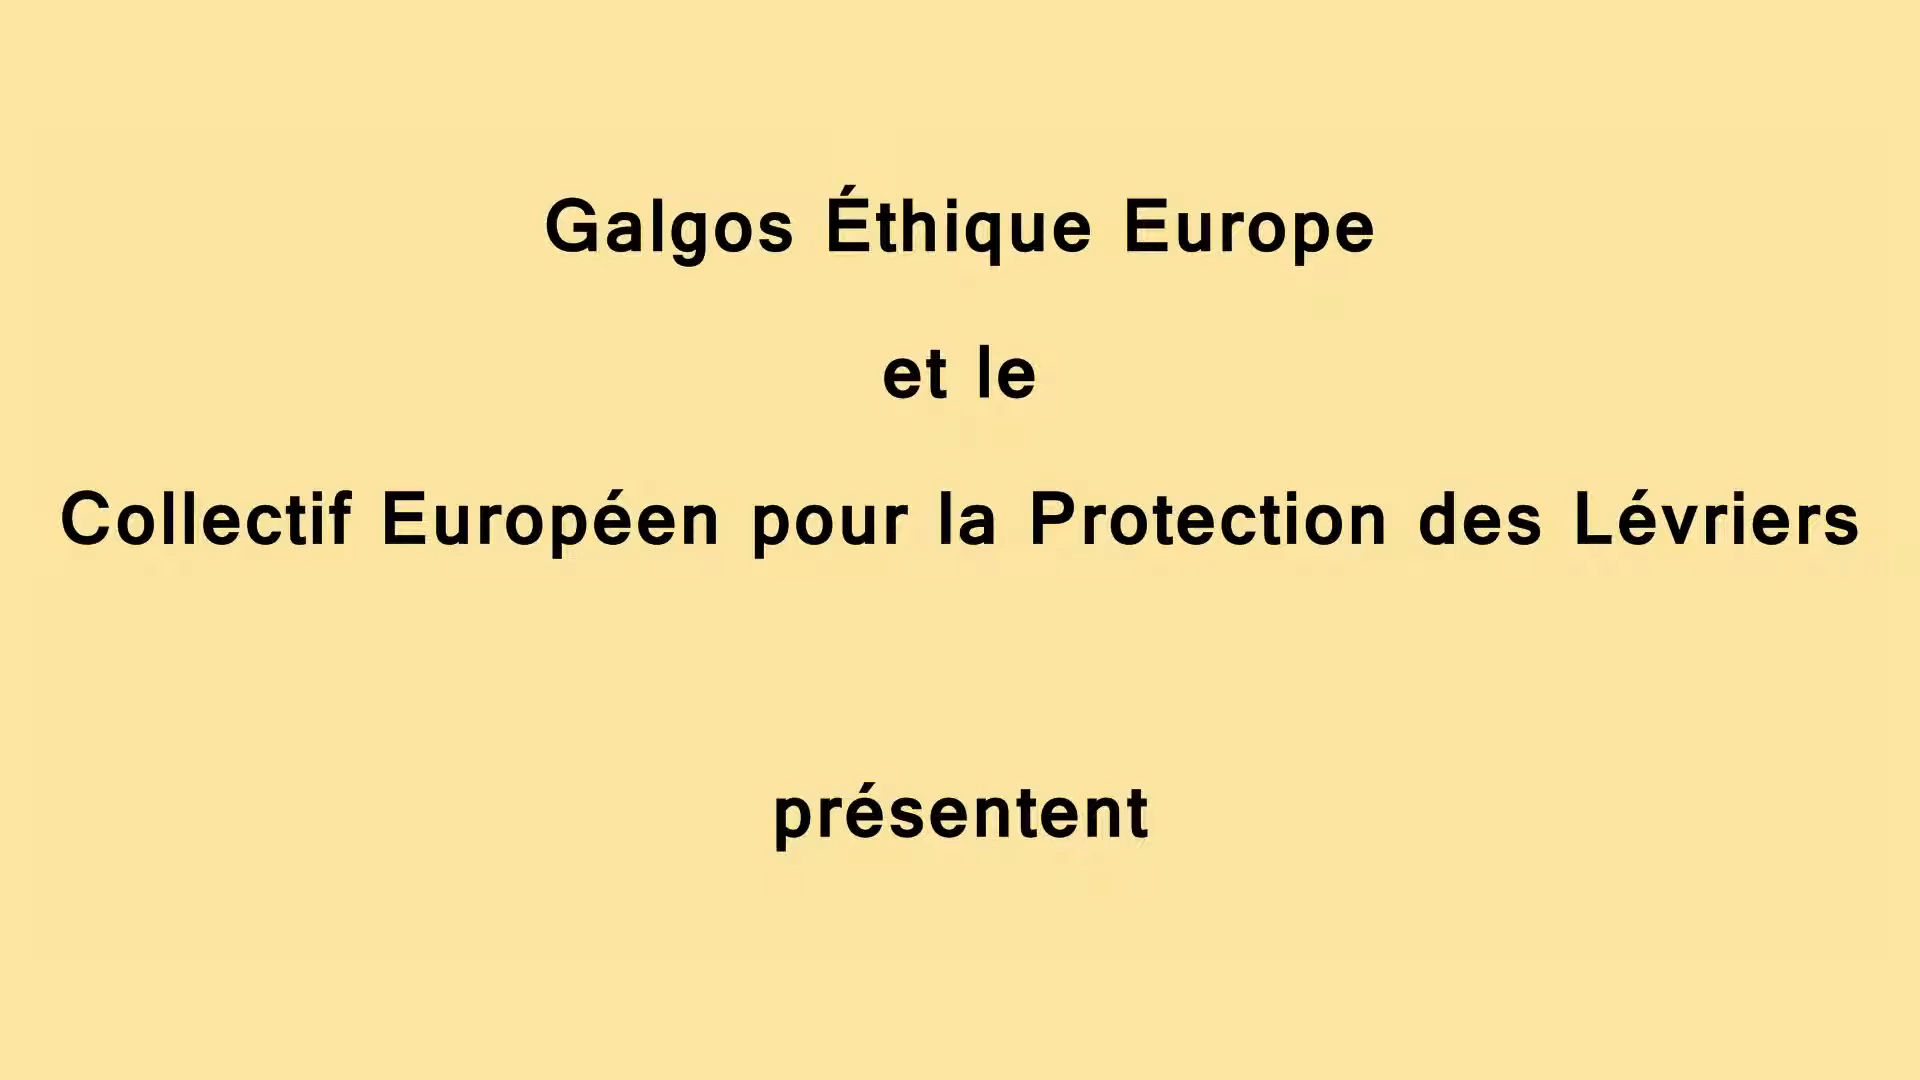 Galgos Éthique Europe
et le
Collectif Européen pour la Protection des Lévriers
présentent